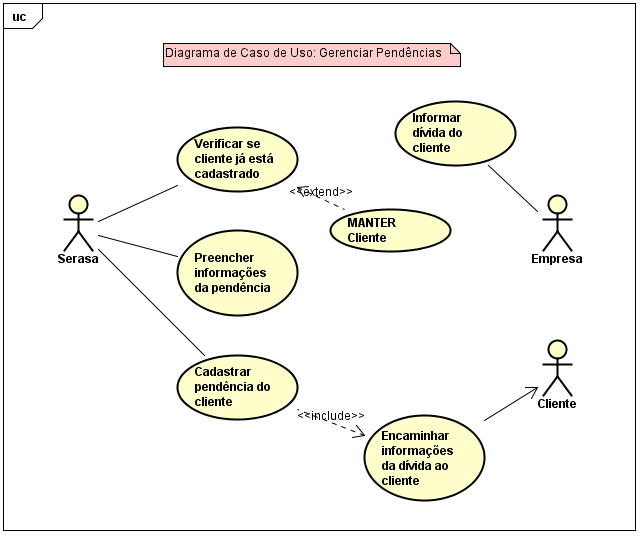 uc
Diagrama de Caso de Uso: Gerenciar Pendências
Verificar se
cliente já está
cadastrado
Informar
dívida do
cliente
<<extend>>
MANTER
Cliente
Serasa
Empresa
Preencher
informações
da pendência
Cadastrar
pendência do
cliente
Cliente
<<include>>
Encaminhar
informações
da dívida ao
cliente